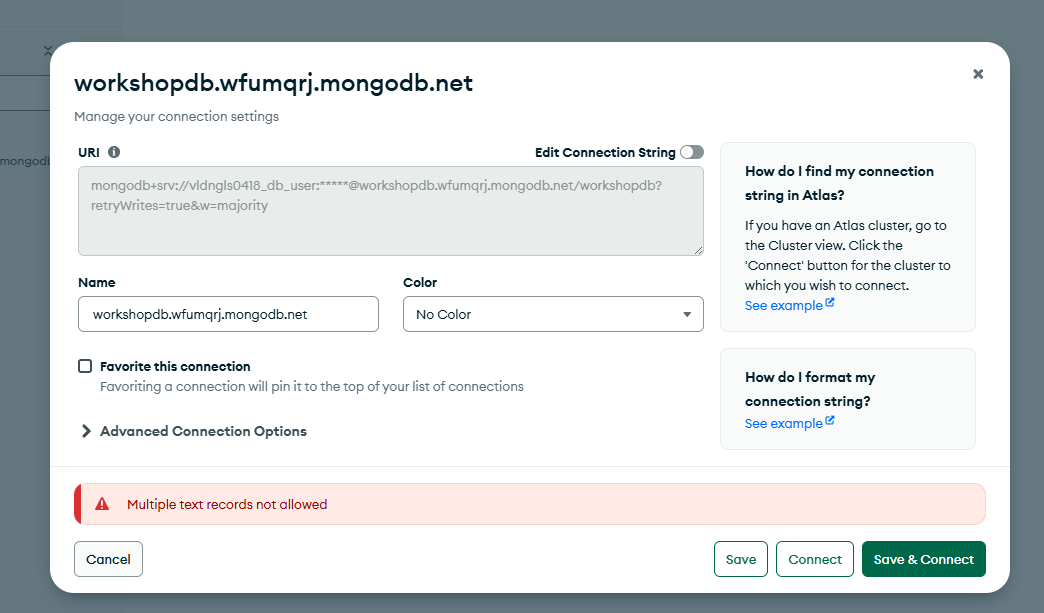 workshopdb.wfumqrj.mongodb.net
Manage your connection settings
URI
Edit Connection String
mongodb+srv://vldngls0418_db_user:*****@workshopdb.wfumqrj.mongodb.net/workshopdb?
retryWrites=true&w=majority
Name
Color
workshopdb.wfumqrj.mongodb.net
No Color
Favorite this connection
Favoriting a connection will pin it to the top of your list of connections
Advanced Connection Options
How do I find my connection
string in Atlas?
If you have an Atlas cluster, go to
the Cluster view. Click the
'Connect' button for the cluster to
which you wish to connect.
See example
How do I format my
connection string?
See example
Multiple text records not allowed
Cancel
Save
Connect
Save & Connect